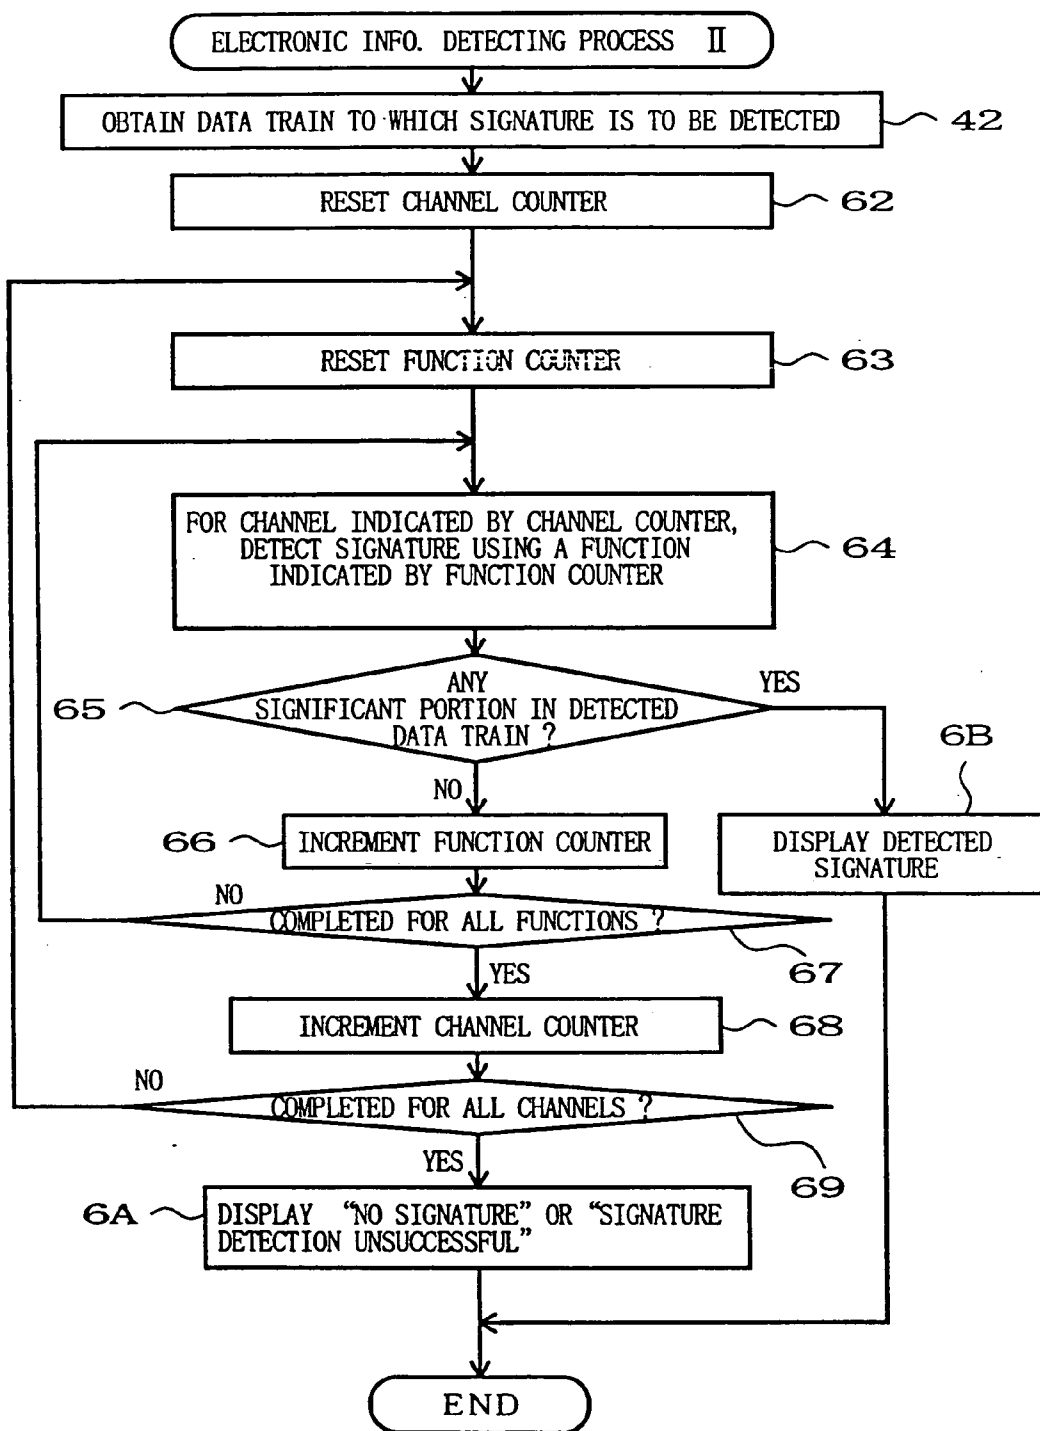 ELECTRONIC INFO. DETECTING PROCESS II
OBTAIN DATA TRAIN TO WHICH SIGNATURE IS TO BE DETECTED
42
RESET CHANNEL COUNTER
62
RESET FUNCTION COUNTER
63
FOR CHANNEL INDICATED BY CHANNEL COUNTER,
DETECT SIGNATURE USING A FUNCTION
INDICATED BY FUNCTION COUNTER
64
65
ANY
SIGNIFICANT PORTION IN DETECTED
DATA TRAIN ?
YES
NO
6B
DISPLAY DETECTED
SIGNATURE
66
INCREMENT FUNCTION COUNTER
NO
COMPLETED FOR ALL FUNCTIONS ?
67
YES
INCREMENT CHANNEL COUNTER
68
NO
COMPLETED FOR ALL CHANNELS ?
69
YES
6A
DISPLAY “NO SIGNATURE” OR “SIGNATURE
DETECTION UNSUCCESSFUL”
END